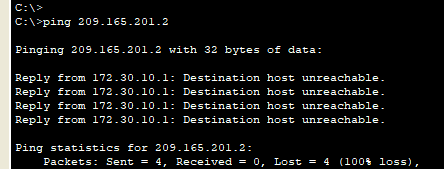 C:\>
C:\>ping 209.165.201.2
Pinging 209.165.201.2 with 32 bytes of data:
Reply from 172.30.10.1: Destination host unreachable.
Reply from 172.30.10.1: Destination host unreachable.
Reply from 172.30.10.1: Destination host unreachable.
Reply from 172.30.10.1: Destination host unreachable.
Ping statistics for 209.165.201.2:
    Packets: Sent = 4, Received = 0, Lost = 4 (100% loss),